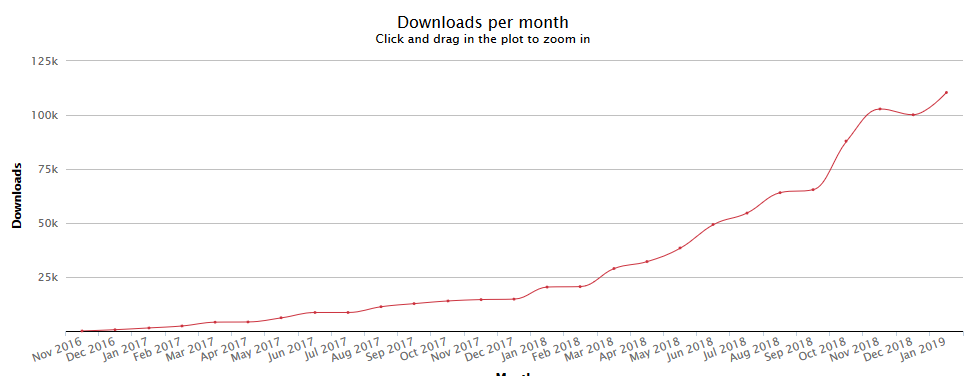 Downloads per month
Click and drag in the plot to zoom in
125k
100k
75k
50k
25k
Downloads
Nov 2016
Dec 2016
Jan 2017
Feb 2017
Mar 2017
Apr 2017
May 2017
Jun 2017
Jul 2017
Aug 2017
Sep 2017
Oct 2017
Nov 2017
Dec 2017
Jan 2018
Feb 2018
Mar 2018
Apr 2018
May 2018
Jun 2018
Jul 2018
Aug 2018
Sep 2018
Oct 2018
Nov 2018
Dec 2018
Jan 2019
Month